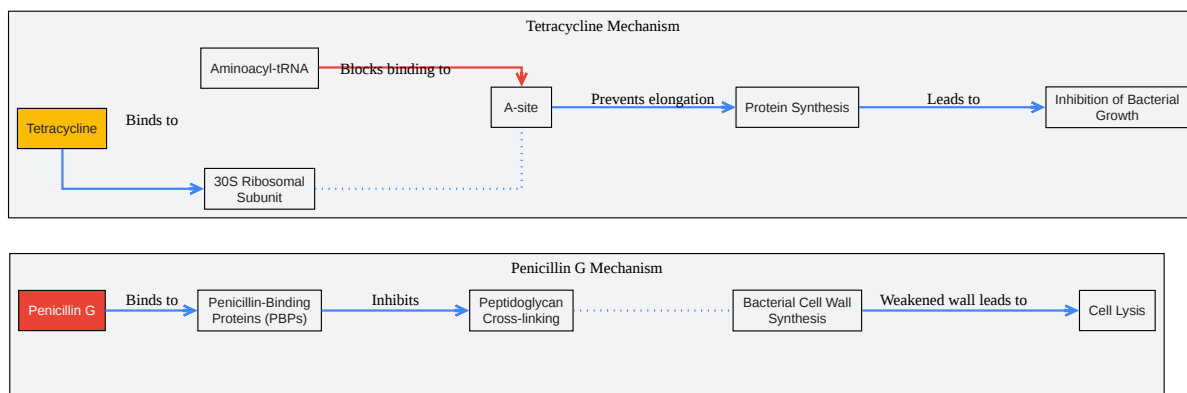 Tetracycline Mechanism
Aminoacyl-tRNA
Blocks binding to
A-site
Prevents elongation
Protein Synthesis
Leads to
Inhibition of Bacterial
Growth
Tetracycline
Binds to
30S Ribosomal
Subunit
Penicillin G Mechanism
Penicillin G
Binds to
Penicillin-Binding
Proteins (PBPs)
Inhibits
Peptidoglycan
Cross-linking
Bacterial Cell Wall
Synthesis
Weakened wall leads to
Cell Lysis